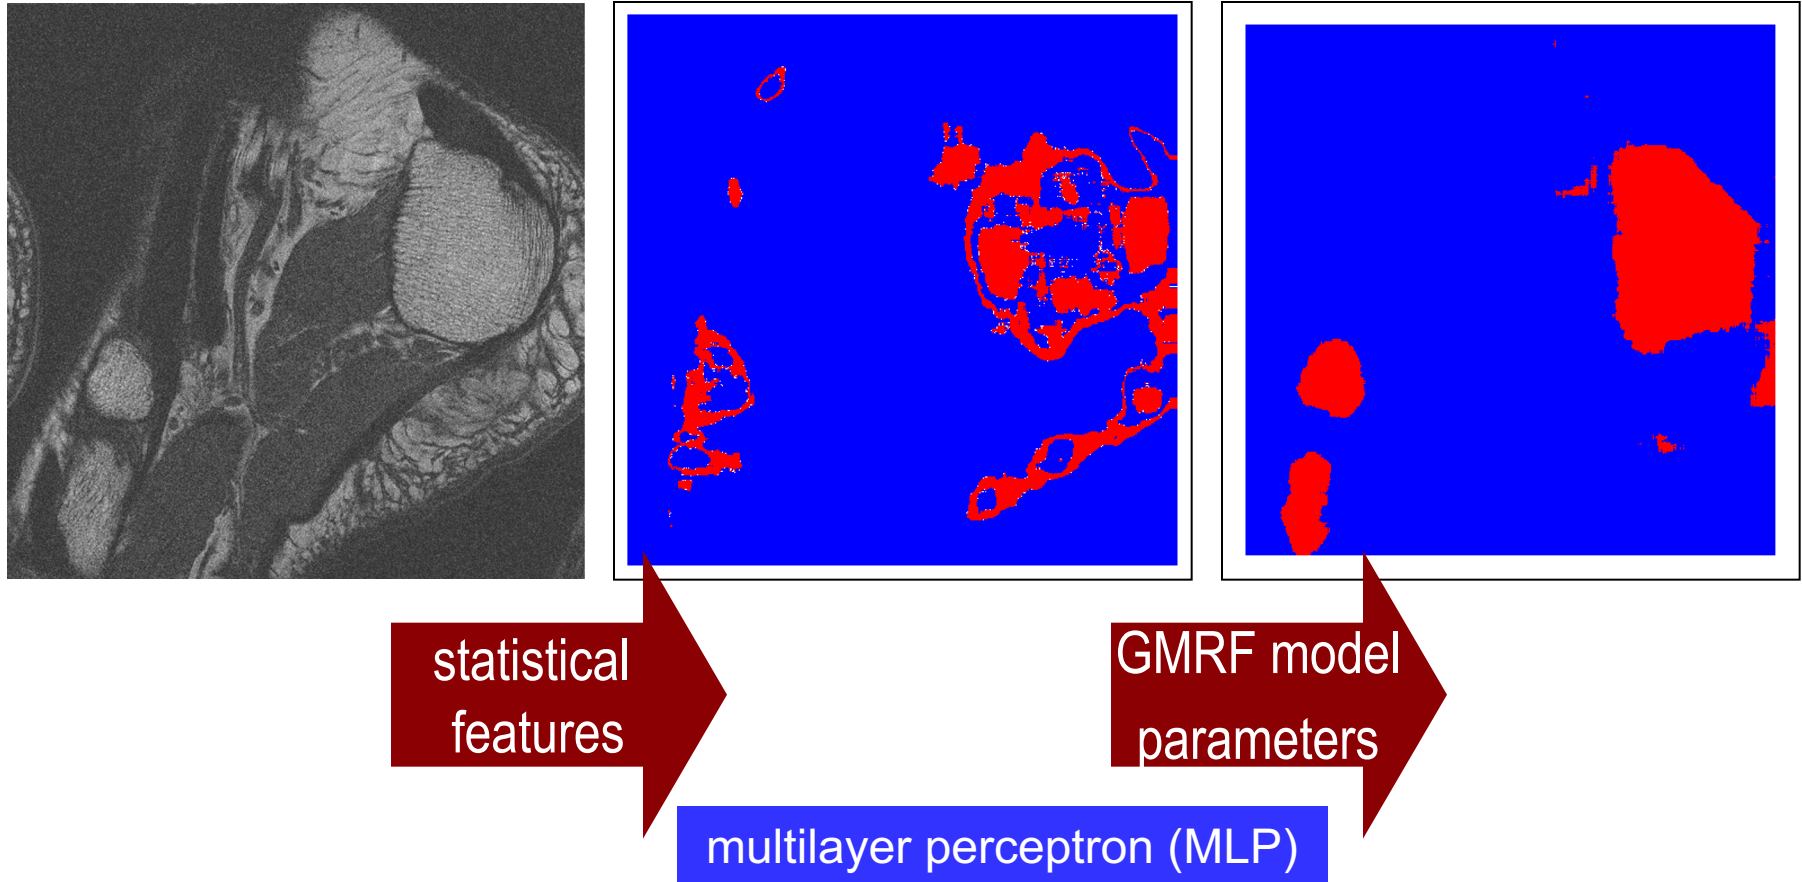 statistical
features
GMRF model
parameters
multilayer perceptron (MLP)